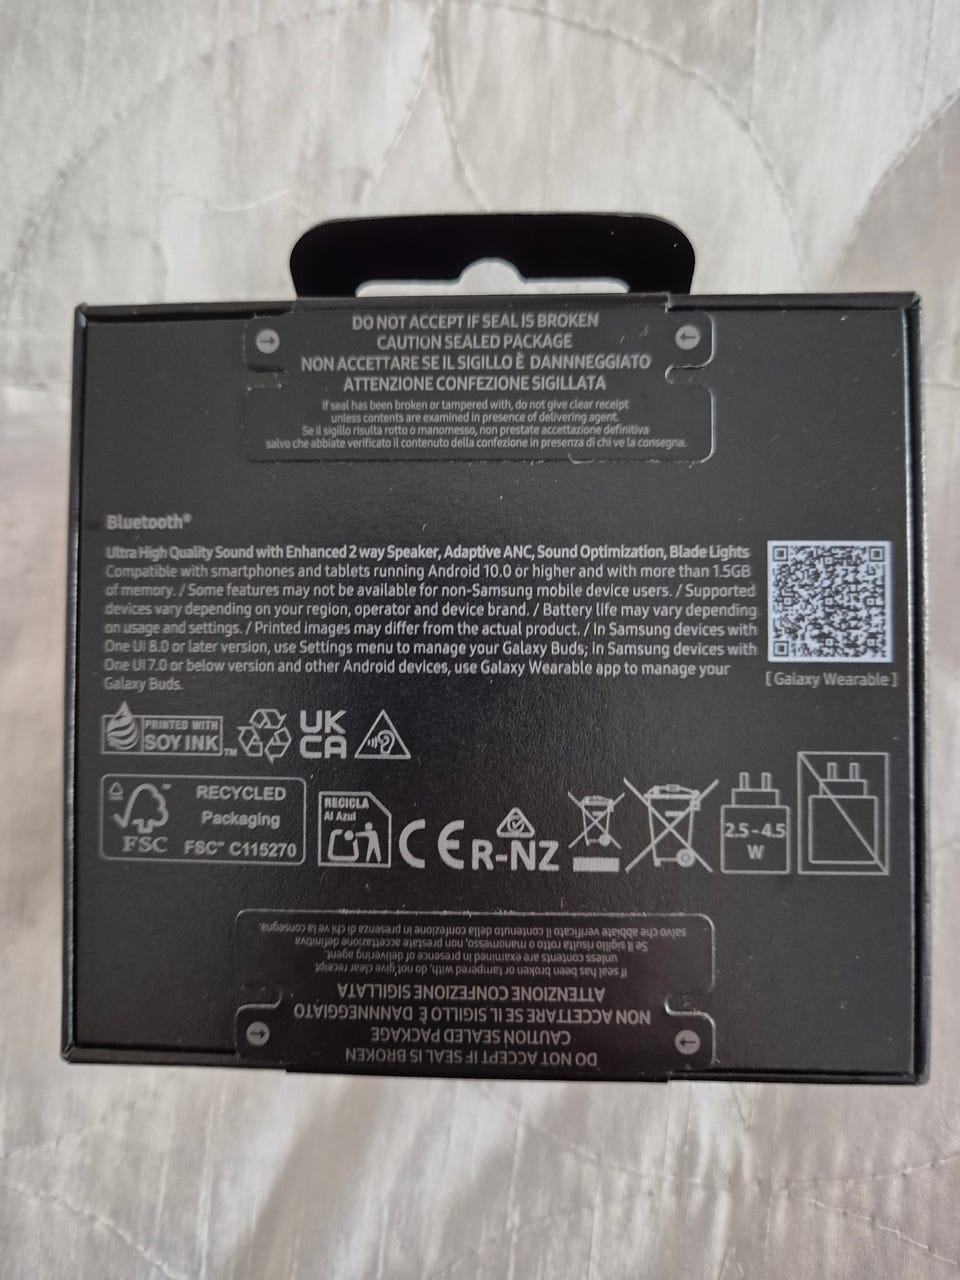 DO NOT ACCEPT IF SEAL IS BROKEN
CAUTION SEALED PACKAGE
NON ACCETTARE SE IL SIGILLO È DANNNEGGIATO
ATTENZIONE CONFEZIONE SIGILLATA
If seal has been broken or tampered with, do not give clear receipt
unless contents are examined in presence of delivering agent.
Se il sigillo risulta rotto o manomesso, non prestate accettazione definitiva
salvo che abbiate verificato il contenuto della confezione in presenza di chi ve la consegna.
Bluetooth®
Ultra High Quality Sound with Enhanced 2 way Speaker, Adaptive ANC, Sound Optimization, Blade Lights
Compatible with smartphones and tablets running Android 10.0 or higher and with more than 1.5GB
of memory. / Some features may not be available for non-Samsung mobile device users. / Supported
devices vary depending on your region, operator and device brand. / Battery life may vary depending
on usage and settings. / Printed images may differ from the actual product. / In Samsung devices with
One UI 8.0 or later version, use Settings menu to manage your Galaxy Buds; in Samsung devices with
One UI 7.0 or below version and other Android devices, use Galaxy Wearable app to manage your
Galaxy Buds.
[ Galaxy Wearable ]
PRINTED WITH
SOY INK™
UK
CA
RECYCLED
Packaging
FSC™ C115270
FSC
RECICLA
Al Azul
CE
R-NZ
2.5 - 4.5
W
salvo che abbiate verificato il contenuto della confezione in presenza di chi ve la consegna.
Se il sigillo risulta rotto o manomesso, non prestate accettazione definitiva
unless contents are examined in presence of delivering agent.
If seal has been broken or tampered with, do not give clear receipt
ATTENZIONE CONFEZIONE SIGILLATA
NON ACCETTARE SE IL SIGILLO È DANNNEGGIATO
CAUTION SEALED PACKAGE
DO NOT ACCEPT IF SEAL IS BROKEN